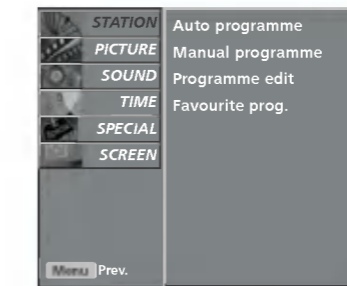 STATION
PICTURE
SOUND
TIME
SPECIAL
SCREEN
Auto programme
Manual programme
Programme edit
Favourite prog.
Menu Prev.